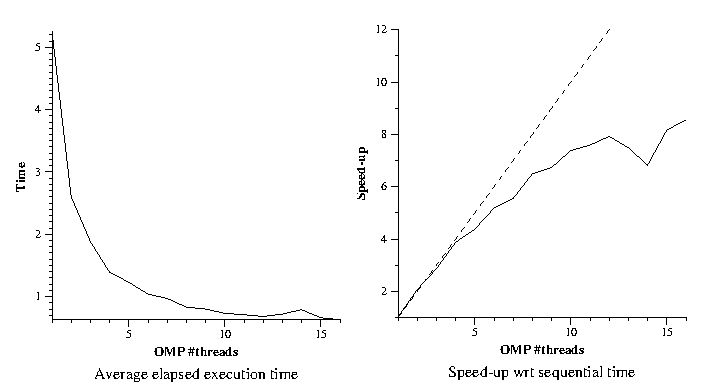 5
4
3
2
1
Time
5
10
15
OMP #threads
Average elapsed execution time
12
10
8
6
4
2
Speed-up
5
10
15
OMP #threads
Speed-up wrt sequential time